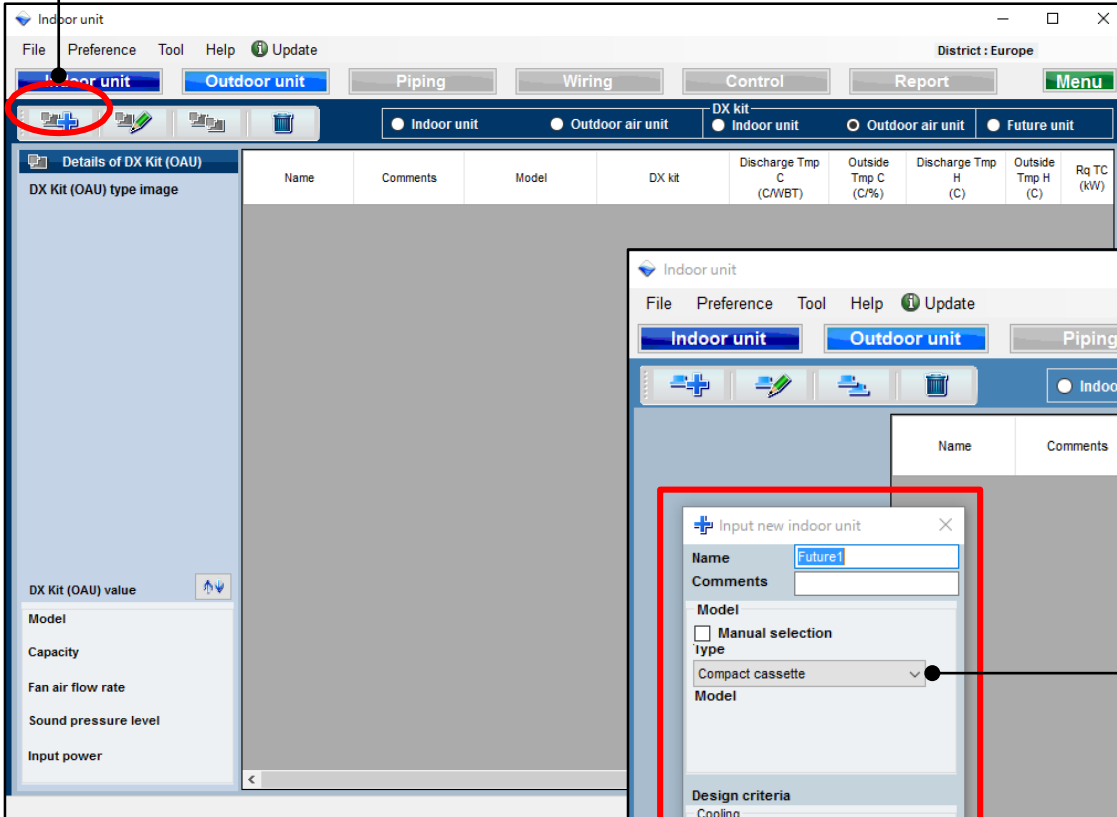 Indoor unit
File Preference Tool Help Update
District : Europe
Indoor unit Outdoor unit Piping Wiring Control Report Menu
Indoor unit Outdoor air unit
DX kit
Indoor unit Outdoor air unit Future unit
Details of DX Kit (OAU)
DX Kit (OAU) type image
Name Comments Model DX kit
Discharge Tmp
C
(C/WBT)
Outside
Tmp C
(C/%)
Discharge Tmp
H
(C)
Outside
Tmp H
(C)
Rq TC
(kW)
DX Kit (OAU) value
Model
Capacity
Fan air flow rate
Sound pressure level
Input power
Indoor unit
File Preference Tool Help Update
Indoor unit Outdoor unit Piping
Indoo
Name Comments
Input new indoor unit
Name Future1
Comments
Model
Manual selection
Type
Compact cassette
Model
Design criteria
Cooling